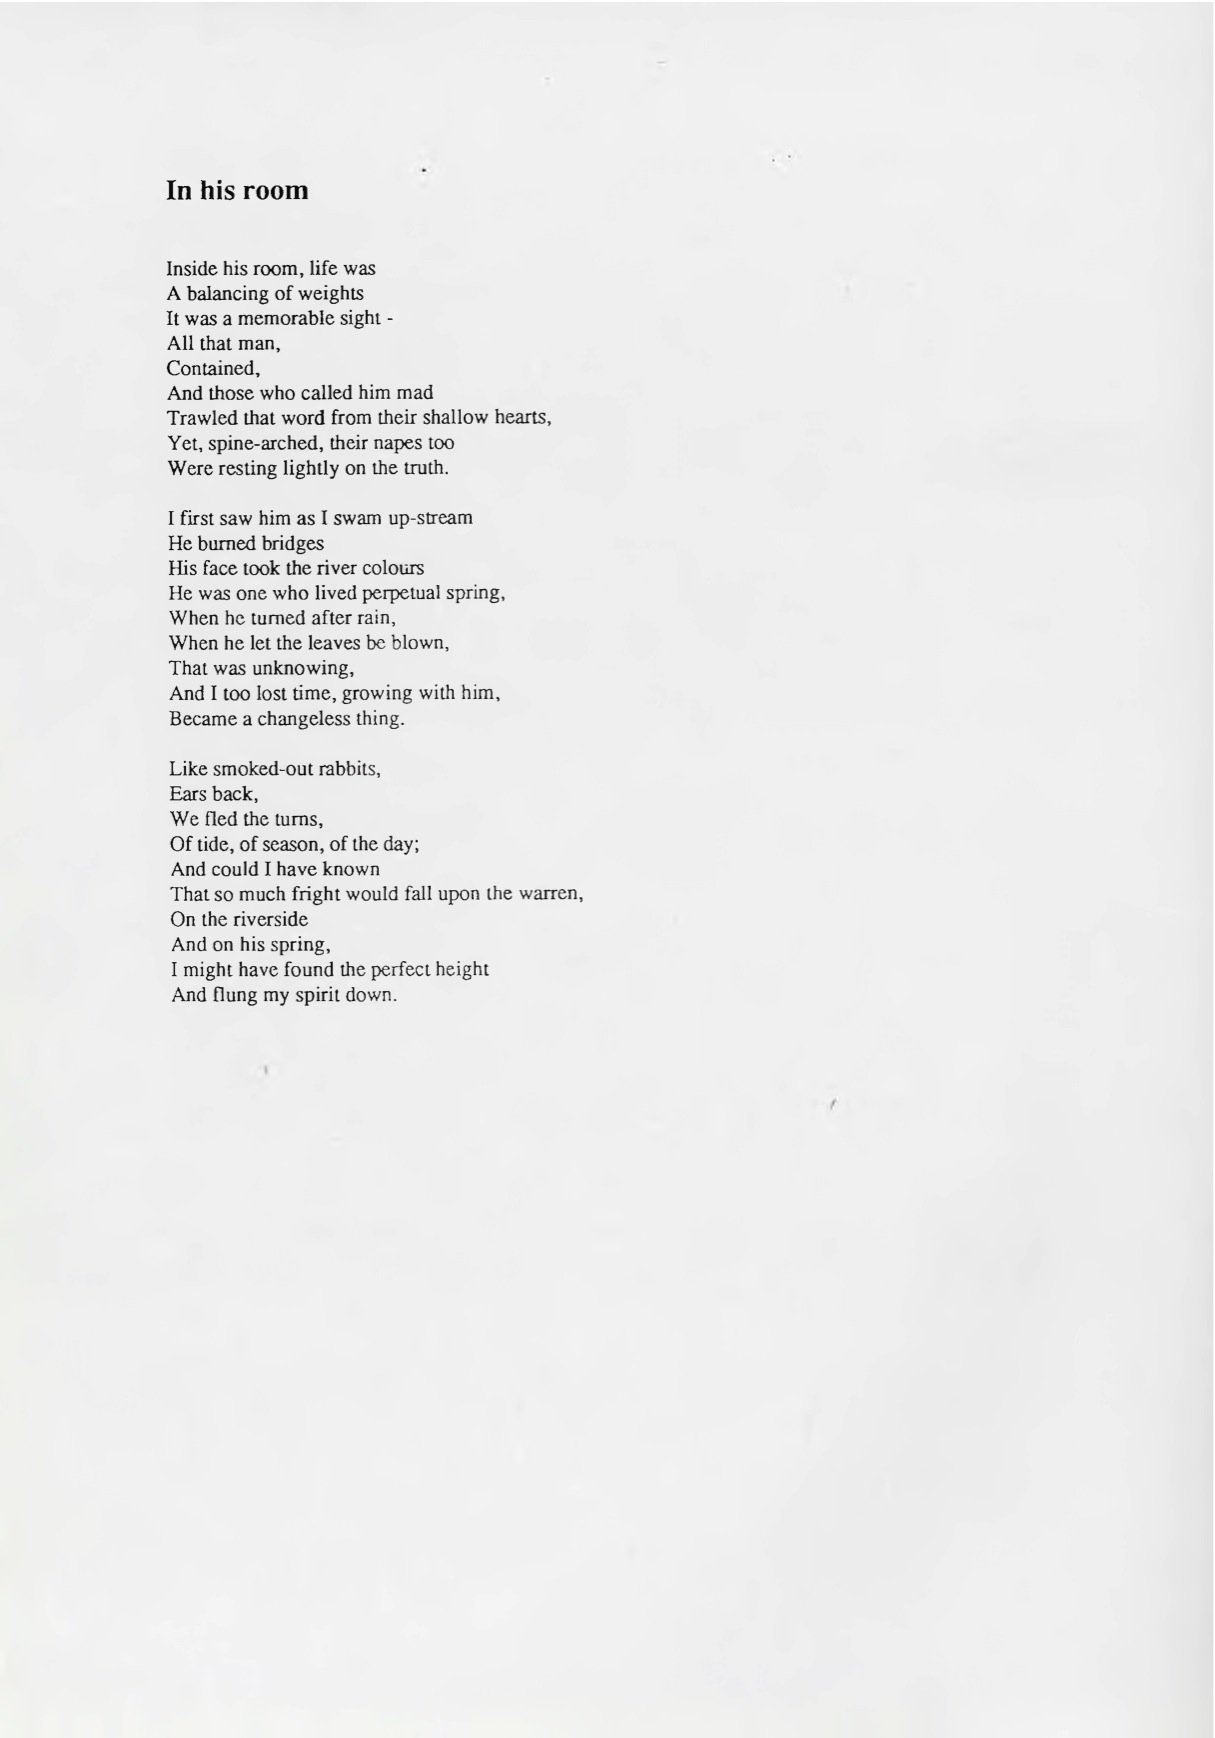 In his room
Inside his room, life was
A balancing of weights
It was a memorable sight -
All that man,
Contained,
And those who called him mad
Trawled that word from their shallow hearts,
Yet, spine-arched, their napes too
Were resting lightly on the truth.
I first saw him as I swam up-stream
He burned bridges
His face took the river colours
He was one who lived perpetual spring,
When he turned after rain,
When he let the leaves be blown,
That was unknowing,
And I too lost time, growing with him,
Became a changeless thing.
Like smoked-out rabbits,
Ears back,
We fled the turns,
Of tide, of season, of the day;
And could I have known
That so much fright would fall upon the warren,
On the riverside
And on his spring,
I might have found the perfect height
And flung my spirit down.